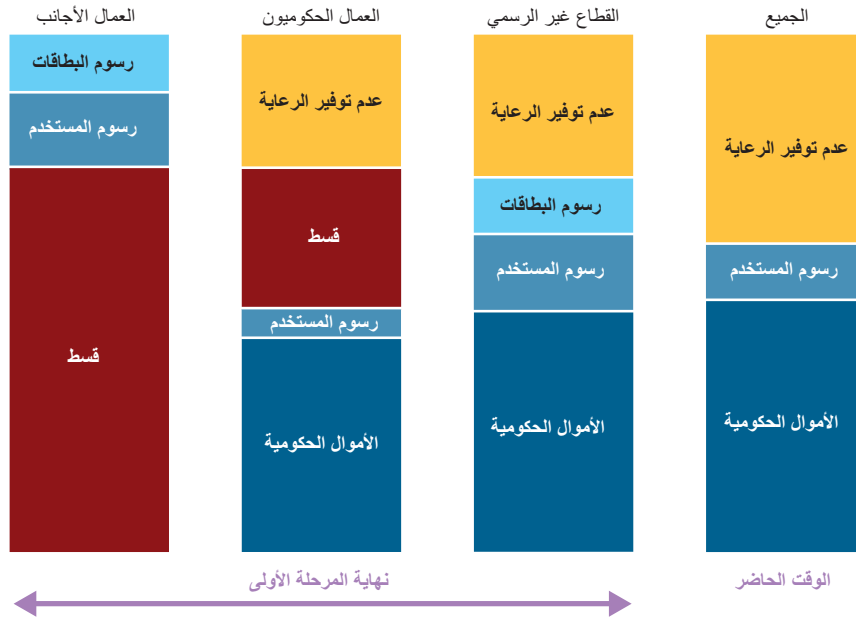 الجميع
القطاع غير الرسمي
العمال الحكوميون
العمال الأجانب
عدم توفير الرعاية
رسوم المستخدم
الأموال الحكومية
عدم توفير الرعاية
رسوم البطاقات
رسوم المستخدم
الأموال الحكومية
عدم توفير الرعاية
قسط
رسوم المستخدم
الأموال الحكومية
رسوم البطاقات
رسوم المستخدم
قسط
الوقت الحاضر
نهاية المرحلة الأولى